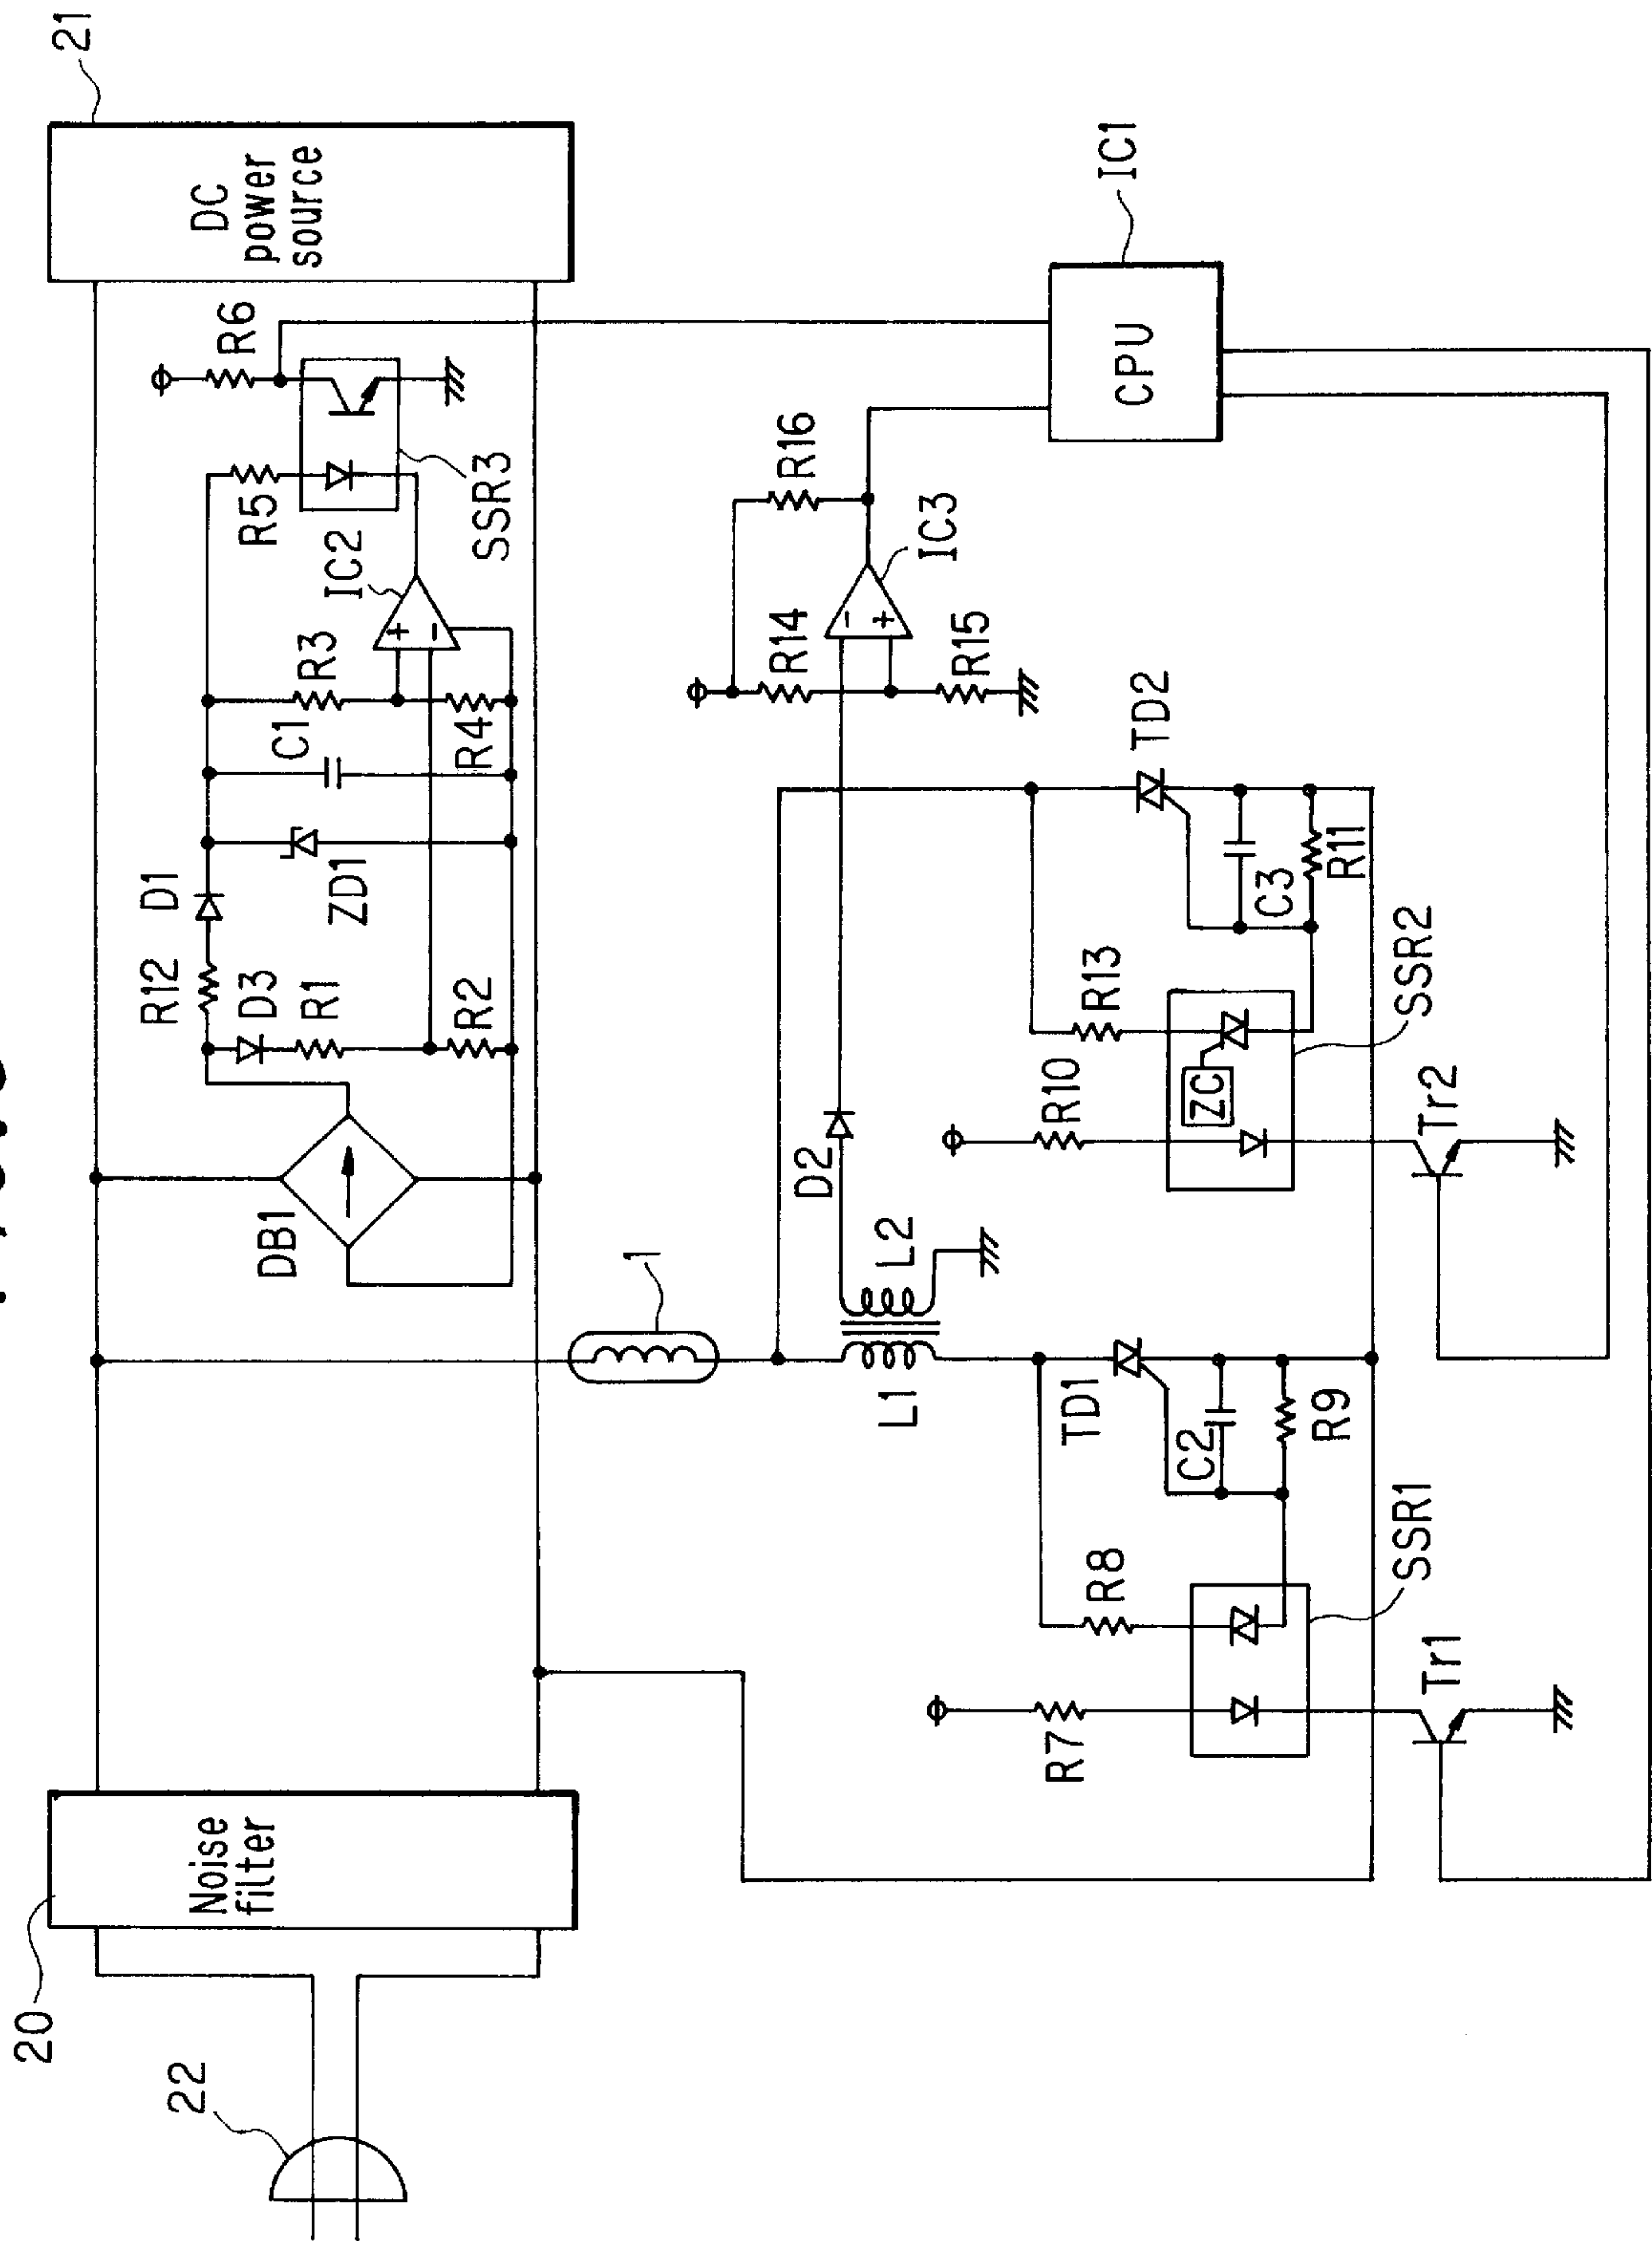 20
Noise
filter
22
21
DC
power
source
DB1
R12
D1
D3
R1
R2
ZD1
C1
R3
R4
IC2
+
-
R5
R6
SSR3
1
L1
L2
D2
R14
R15
R16
IC3
-
+
IC1
CPU
TD1
C2
R9
R8
R7
SSR1
Tr1
TD2
C3
R11
R13
R10
ZC
SSR2
Tr2